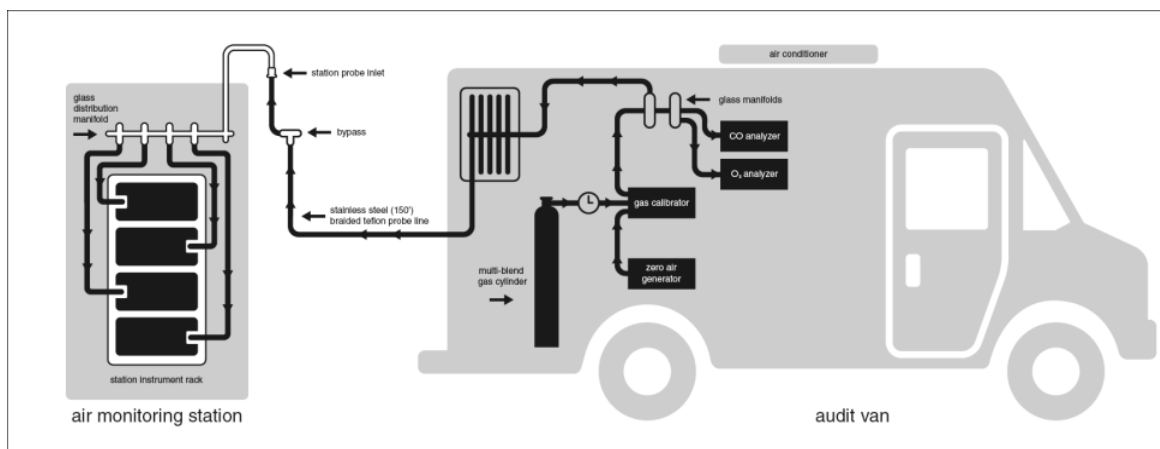 air conditioner
station probe inlet
glass
distribution
manifold
glass manifolds
bypass
CO analyzer
O₃ analyzer
stainless steel (150')
braided teflon probe line
gas calibrator
multi-blend
gas cylinder
zero air
generator
station instrument rack
air monitoring station
audit van